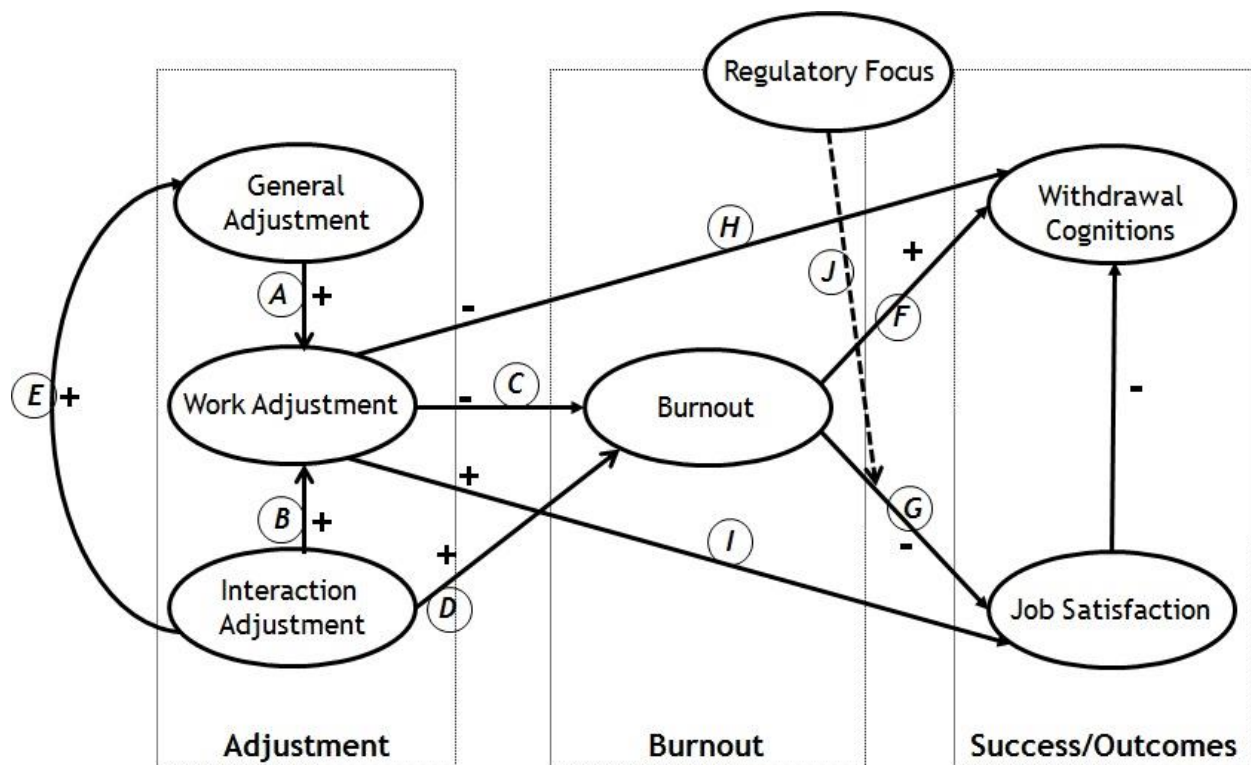 Regulatory Focus
General
Adjustment
Withdrawal
Cognitions
H
A
+
-
J
+
F
E
+
Work Adjustment
-
C
Burnout
-
+
B
+
G
-
I
+
D
Interaction
Adjustment
Job Satisfaction
Adjustment
Burnout
Success/Outcomes